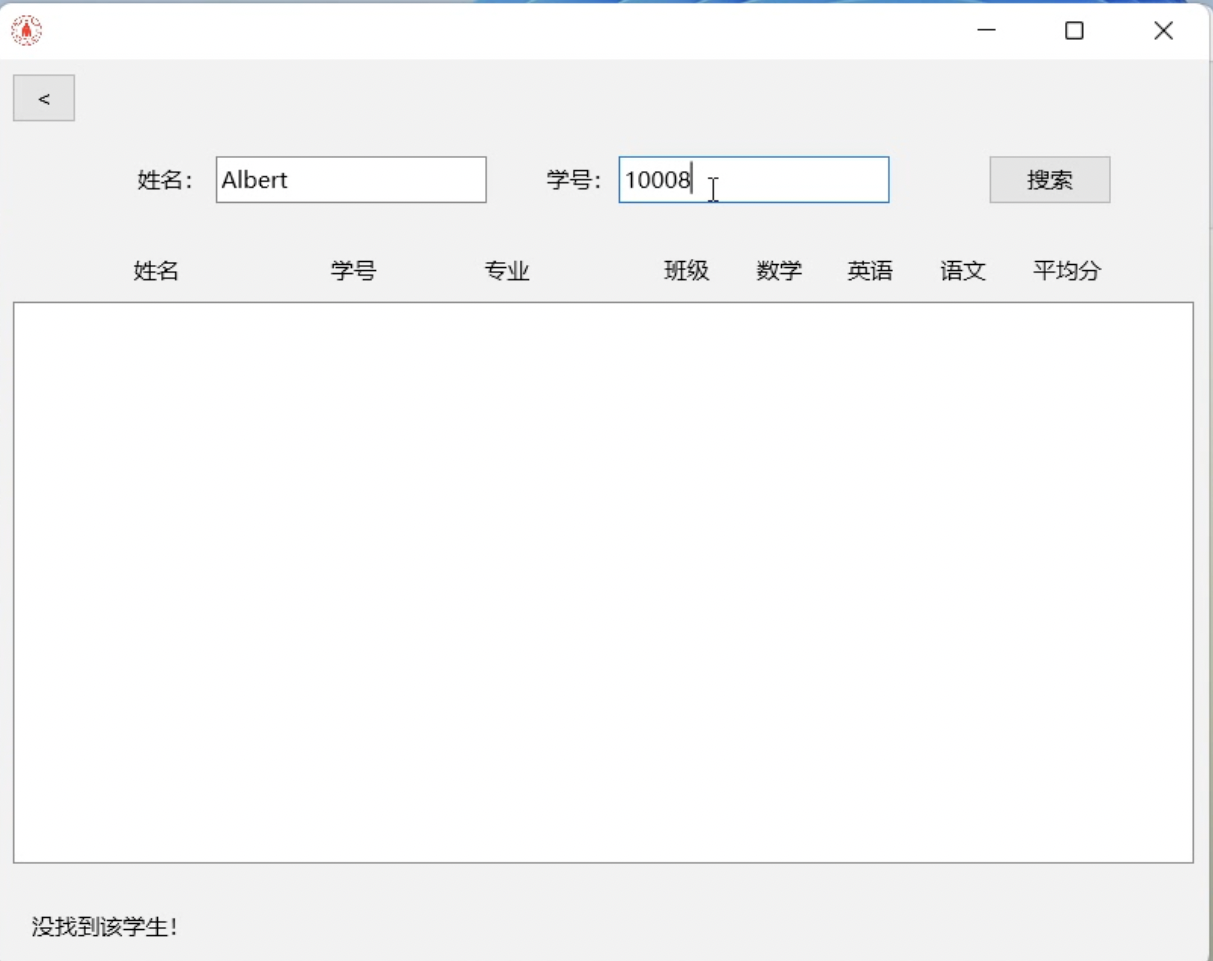 <
姓名： Albert 学号： 10008 搜索
姓名 学号 专业 班级 数学 英语 语文 平均分
没找到该学生！